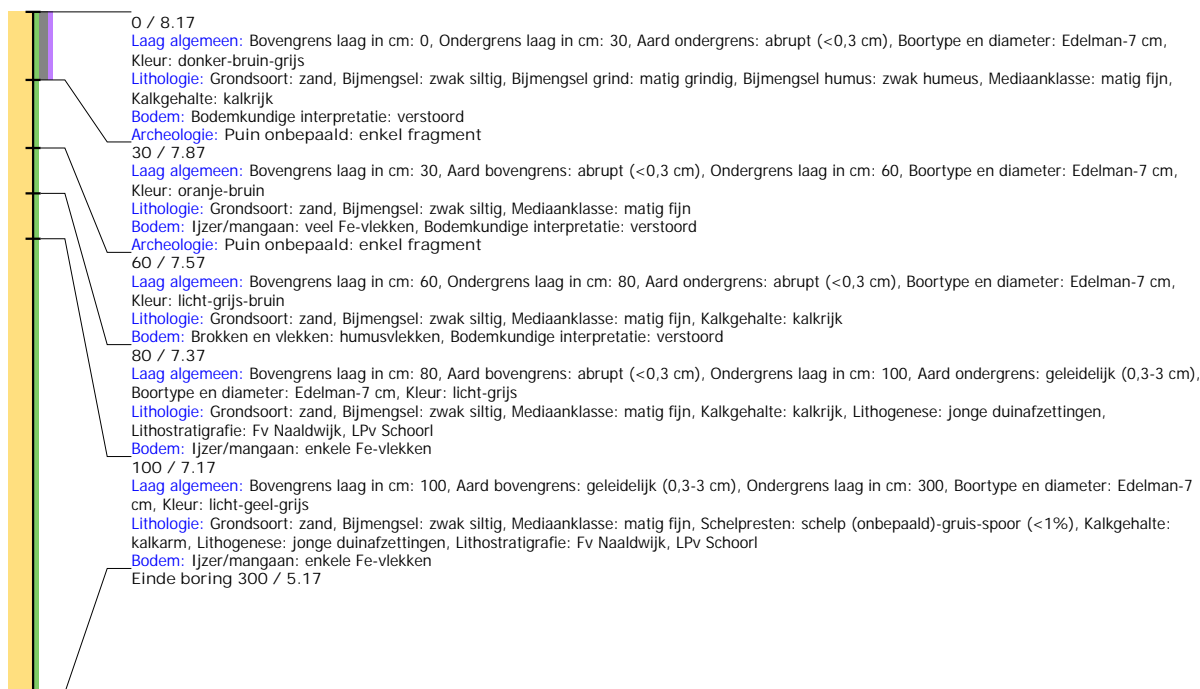 0 / 8.17
Laag algemeen: Bovengrens laag in cm: 0, Ondergrens laag in cm: 30, Aard ondergrens: abrupt (<0,3 cm), Boortype en diameter: Edelman-7 cm,
Kleur: donker-bruin-grijs
Lithologie: Grondsoort: zand, Bijmengsel: zwak siltig, Bijmengsel grind: matig grindig, Bijmengsel humus: zwak humeus, Mediaanklasse: matig fijn,
Kalkgehalte: kalkrijk
Bodem: Bodemkundige interpretatie: verstoord
Archeologie: Puin onbepaald: enkel fragment
30 / 7.87
Laag algemeen: Bovengrens laag in cm: 30, Aard bovengrens: abrupt (<0,3 cm), Ondergrens laag in cm: 60, Boortype en diameter: Edelman-7 cm,
Kleur: oranje-bruin
Lithologie: Grondsoort: zand, Bijmengsel: zwak siltig, Mediaanklasse: matig fijn
Bodem: Ijzer/mangaan: veel Fe-vlekken, Bodemkundige interpretatie: verstoord
Archeologie: Puin onbepaald: enkel fragment
60 / 7.57
Laag algemeen: Bovengrens laag in cm: 60, Ondergrens laag in cm: 80, Aard ondergrens: abrupt (<0,3 cm), Boortype en diameter: Edelman-7 cm,
Kleur: licht-grijs-bruin
Lithologie: Grondsoort: zand, Bijmengsel: zwak siltig, Mediaanklasse: matig fijn, Kalkgehalte: kalkrijk
Bodem: Brokken en vlekken: humusvlekken, Bodemkundige interpretatie: verstoord
80 / 7.37
Laag algemeen: Bovengrens laag in cm: 80, Aard bovengrens: abrupt (<0,3 cm), Ondergrens laag in cm: 100, Aard ondergrens: geleidelijk (0,3-3 cm),
Boortype en diameter: Edelman-7 cm, Kleur: licht-grijs
Lithologie: Grondsoort: zand, Bijmengsel: zwak siltig, Mediaanklasse: matig fijn, Kalkgehalte: kalkrijk, Lithogenese: jonge duinafzettingen,
Lithostratigrafie: Fv Naaldwijk, LPv Schoorl
Bodem: Ijzer/mangaan: enkele Fe-vlekken
100 / 7.17
Laag algemeen: Bovengrens laag in cm: 100, Aard bovengrens: geleidelijk (0,3-3 cm), Ondergrens laag in cm: 300, Boortype en diameter: Edelman-7
cm, Kleur: licht-geel-grijs
Lithologie: Grondsoort: zand, Bijmengsel: zwak siltig, Mediaanklasse: matig fijn, Schelpresten: schelp (onbepaald)-gruis-spoor (<1%), Kalkgehalte:
kalkarm, Lithogenese: jonge duinafzettingen, Lithostratigrafie: Fv Naaldwijk, LPv Schoorl
Bodem: Ijzer/mangaan: enkele Fe-vlekken
Einde boring 300 / 5.17